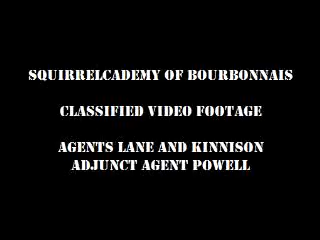 SQUIRRELCADEMY OF BOURBONNAIS
CLASSIFIED VIDEO FOOTAGE
AGENTS LANE AND KINNISON
ADJUNCT AGENT POWELL